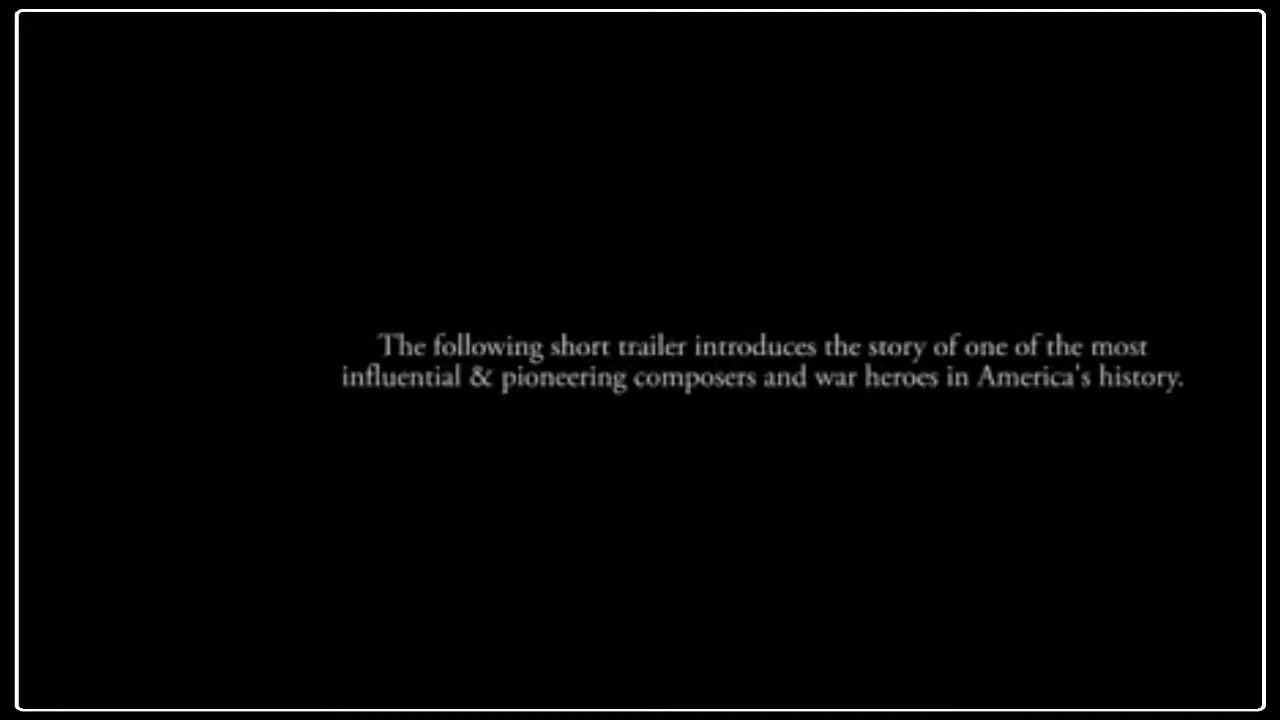 The following short trailer introduces the story of one of the most
influential & pioneering composers and war heroes in America's history.